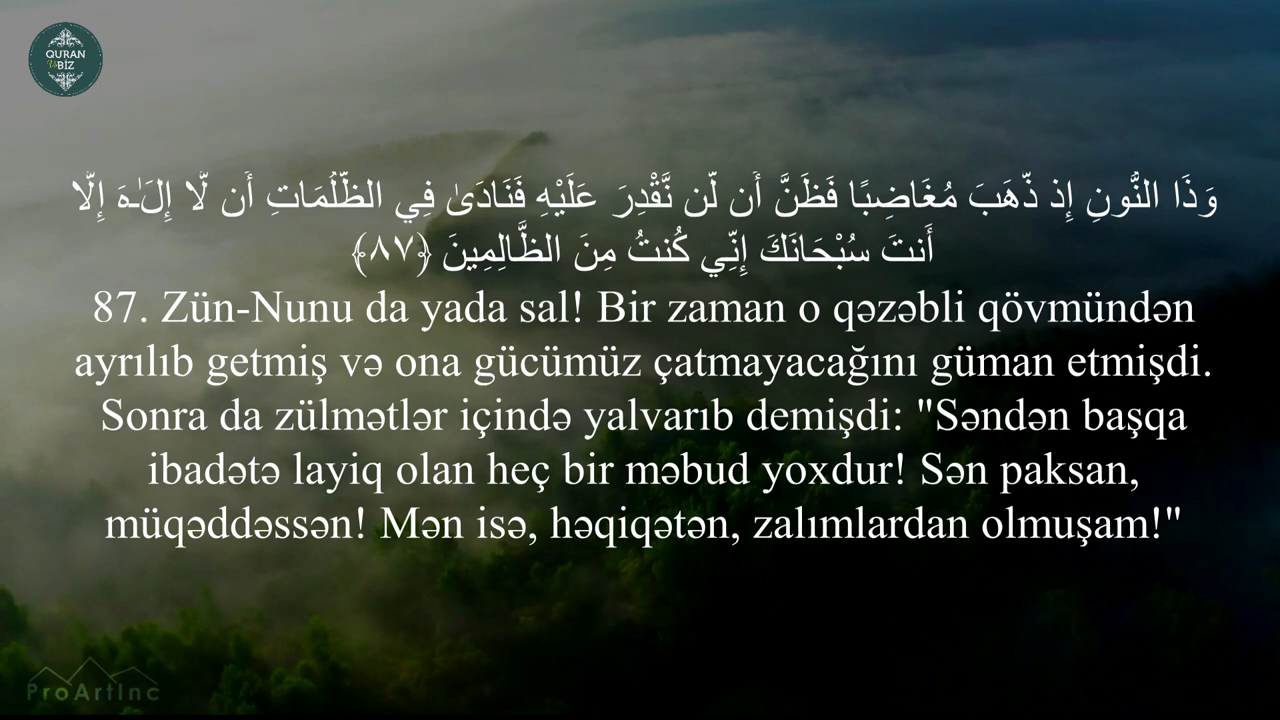 QURAN
Və
BİZ
وَذَا النُّونِ إِذ ذَّهَبَ مُغَاضِبًا فَظَنَّ أَن لَّن نَّقْدِرَ عَلَيْهِ فَنَادَىٰ فِي الظُّلُمَاتِ أَن لَّا إِلَـٰهَ إِلَّا
أَنتَ سُبْحَانَكَ إِنِّي كُنتُ مِنَ الظَّالِمِينَ ﴿٨٧﴾
87. Zün-Nunu da yada sal! Bir zaman o qəzəbli qövmündən
ayrılıb getmiş və ona gücümüz çatmayacağını güman etmişdi.
Sonra da zülmətlər içində yalvarıb demişdi: "Səndən başqa
ibadətə layiq olan heç bir məbud yoxdur! Sən paksan,
müqəddəssən! Mən isə, həqiqətən, zalımlardan olmuşam!"
ProArtInc